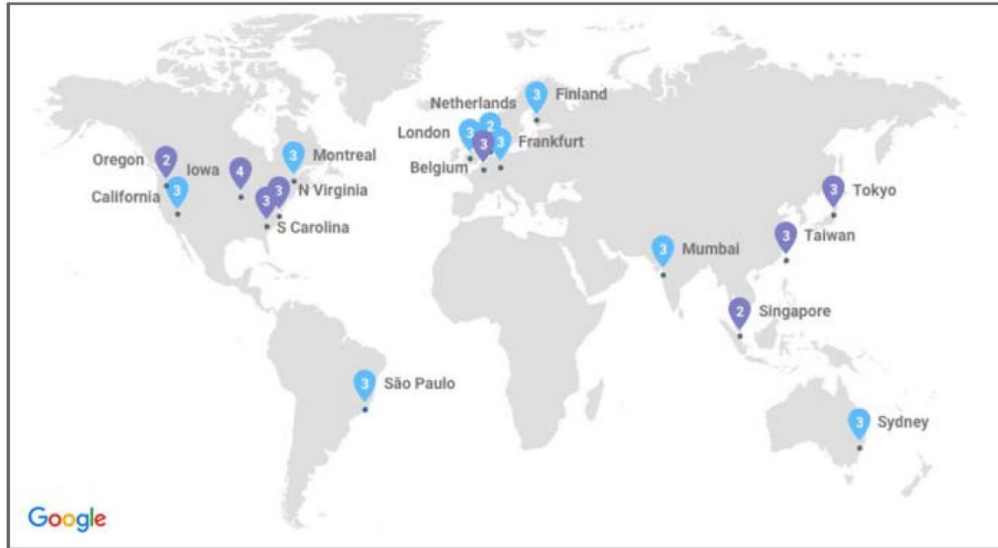 3 Finland
Netherlands
2
London 3
3 Frankfurt
Belgium 3
Oregon 2
Iowa 4
3 Montreal
California 3
3 N Virginia
3 S Carolina
3 Tokyo
3 Taiwan
3 Mumbai
2 Singapore
3 São Paulo
3 Sydney
Google